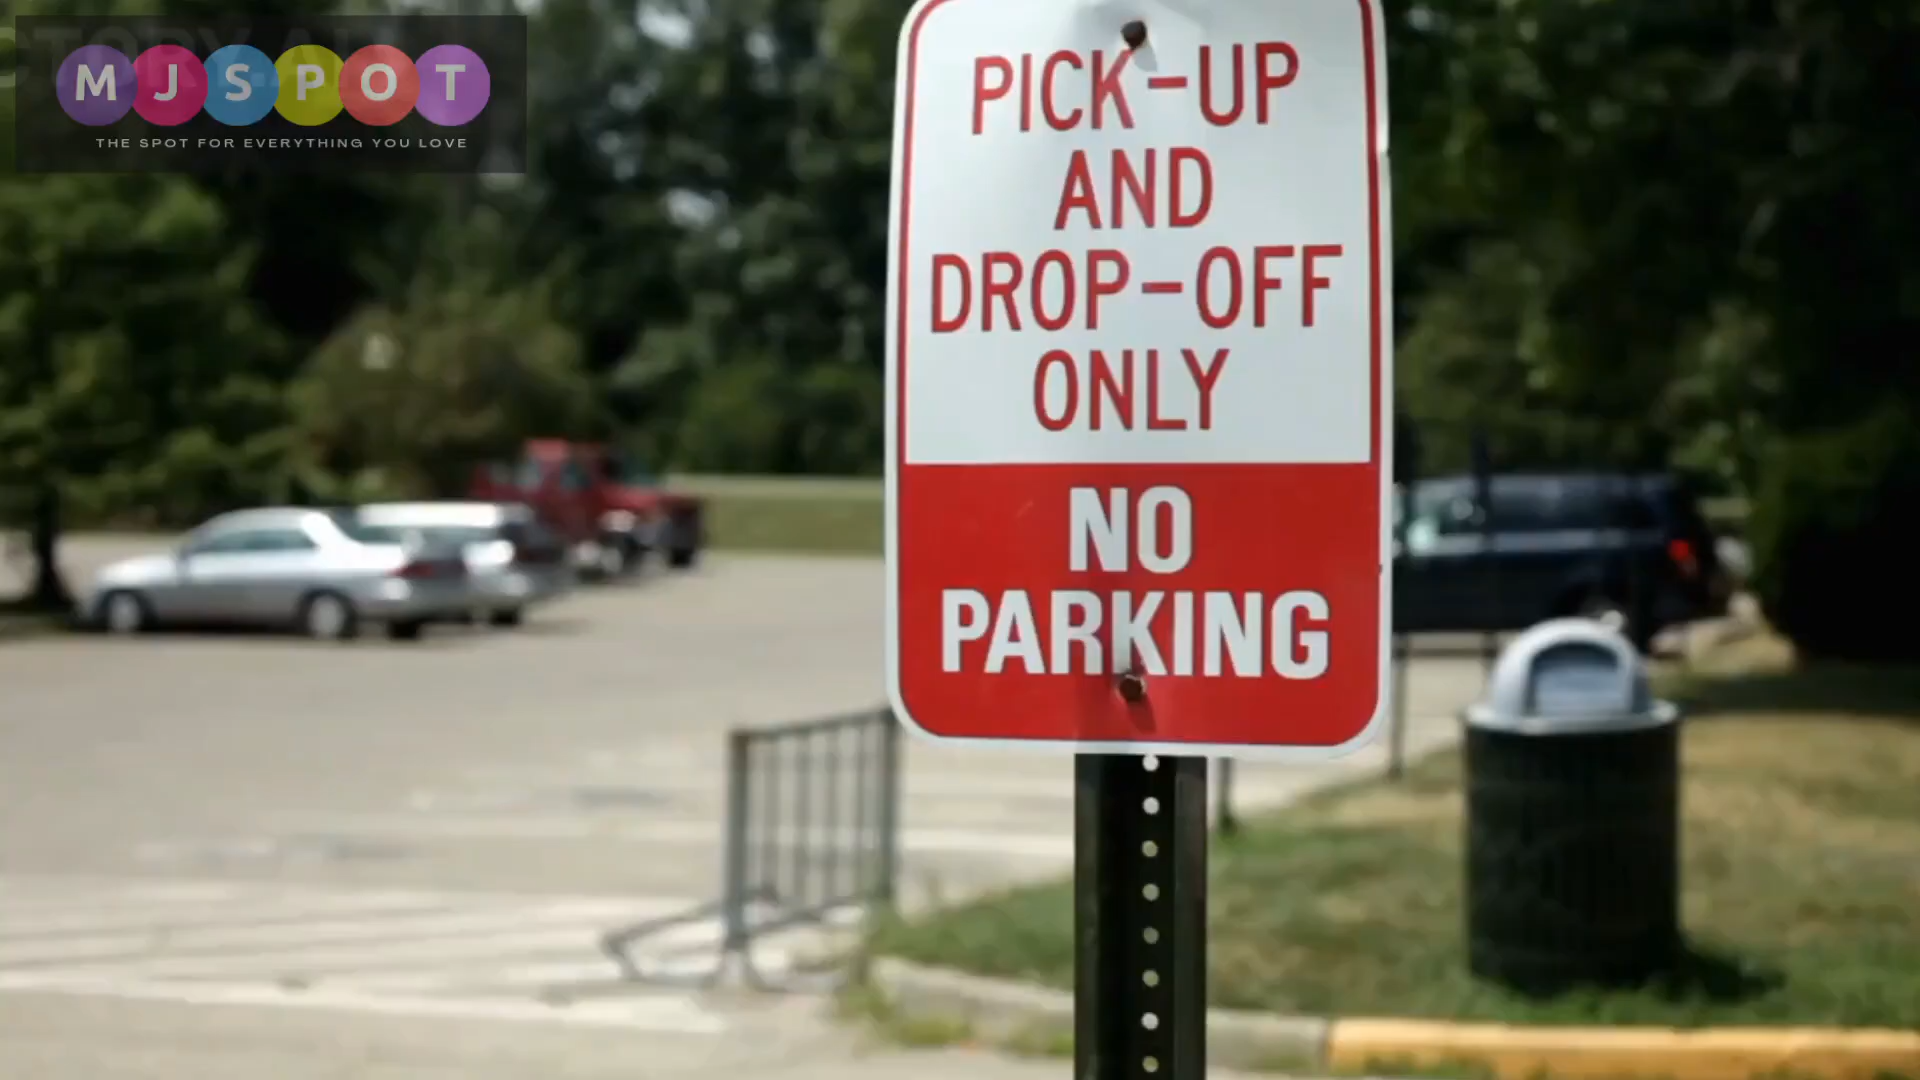 MJSPOT
THE SPOT FOR EVERYTHING YOU LOVE
PICK-UP
AND
DROP-OFF
ONLY
NO
PARKING